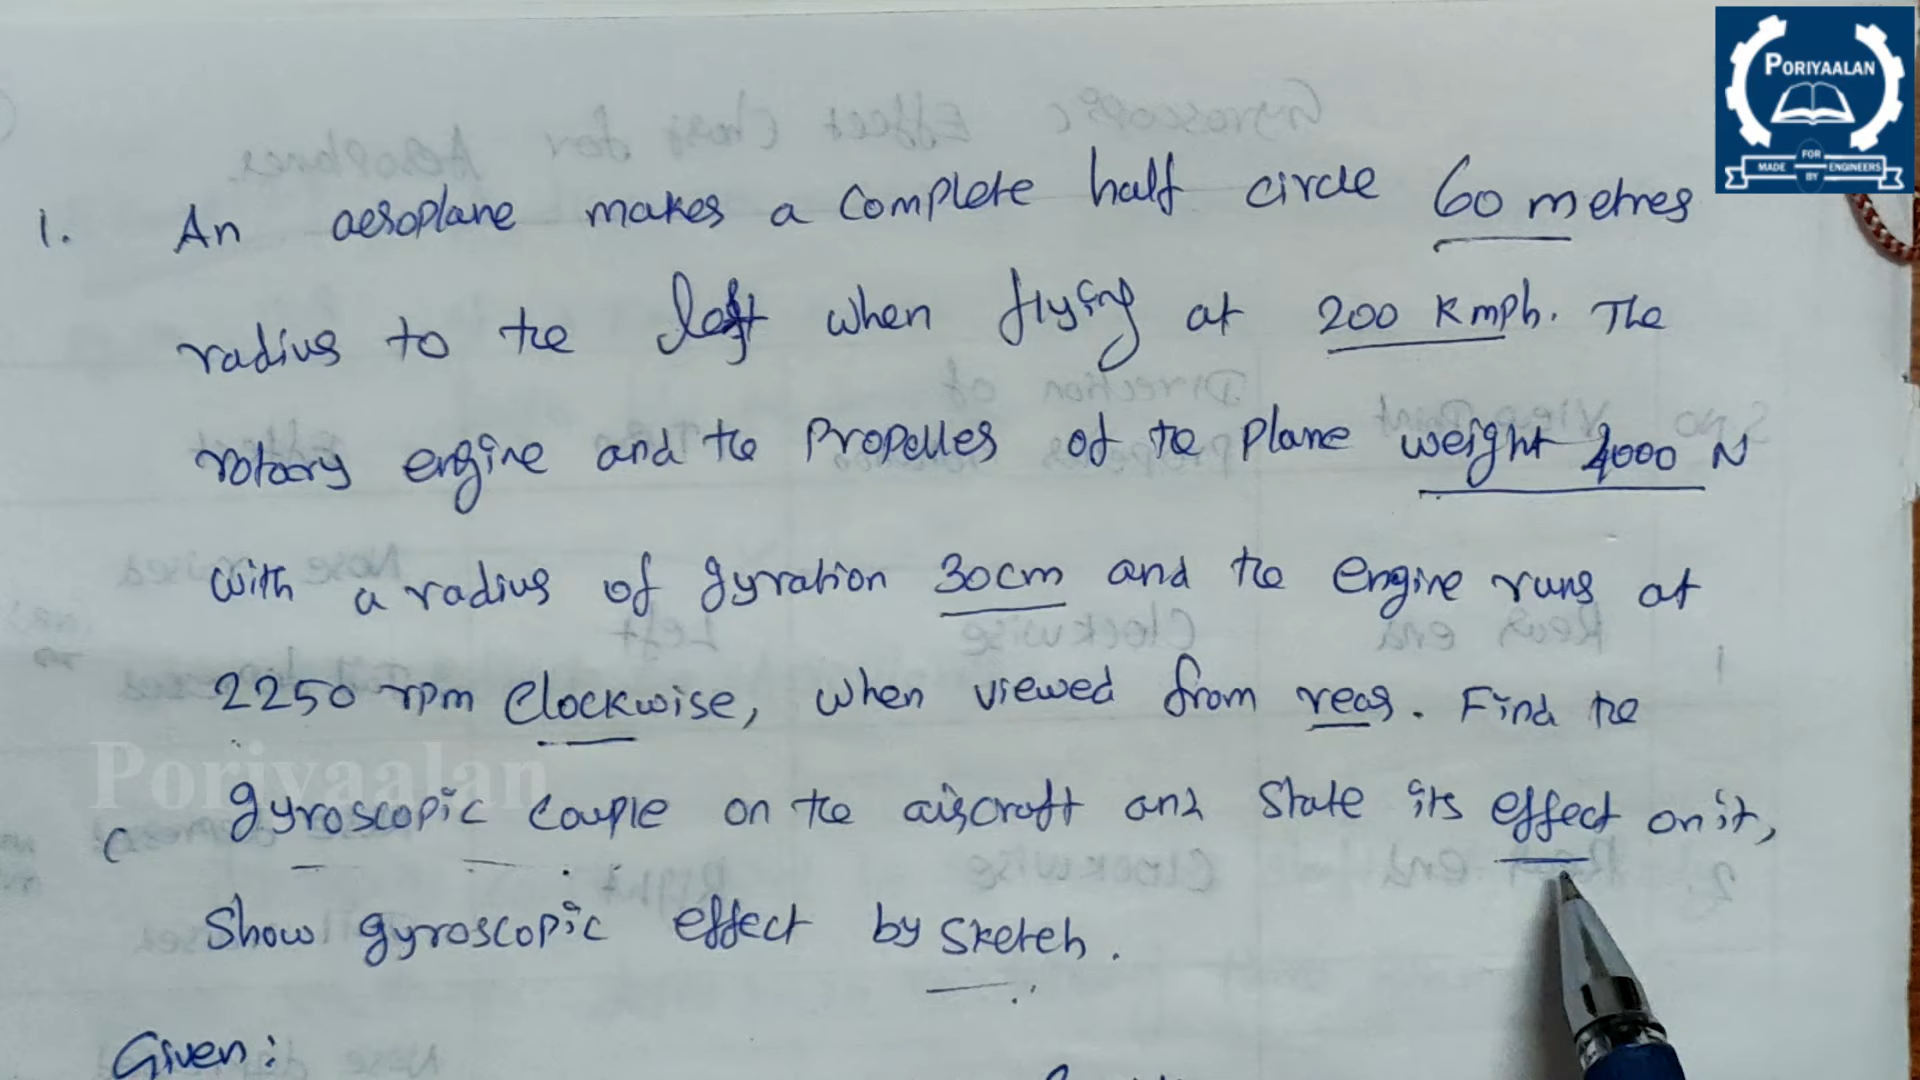 PORIYAALAN
MADE FOR ENGINEERS
BY
1. An aeroplane makes a complete half circle 60 metres
radius to the left when flying at 200 Kmph. The
rotary engine and the Propeller of the plane weight 4000 N
with a radius of gyration 30cm and the engine runs at
2250 rpm Clockwise, when viewed from rear. Find the
gyroscopic couple on the aircraft and state its effect on it,
Show gyroscopic effect by sketch.
Given:
Poriyaalan